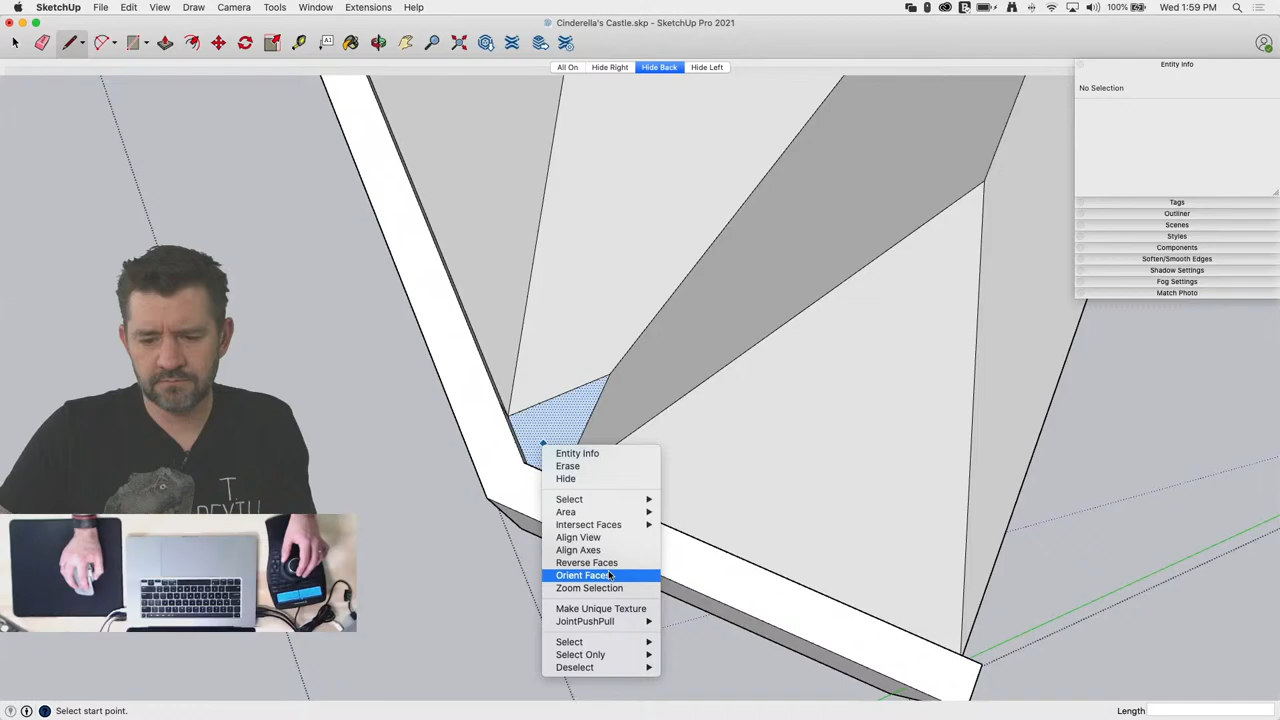 SketchUp File Edit View Camera Draw Tools Window Extensions Help
100% Wed 1:59 PM
Cinderella's Castle.skp - SketchUp Pro 2021
All On Hide Right Hide Back Hide Left
Entity Info
No Selection
Tags
Outliner
Scenes
Styles
Components
Soften/Smooth Edges
Shadow Settings
Fog Settings
Match Photo
Entity Info
Erase
Hide
Select
Area
Intersect Faces
Align View
Align Axes
Reverse Faces
Orient Faces
Zoom Selection
Make Unique Texture
JointPushPull
Select
Select Only
Deselect
Select start point.
Length